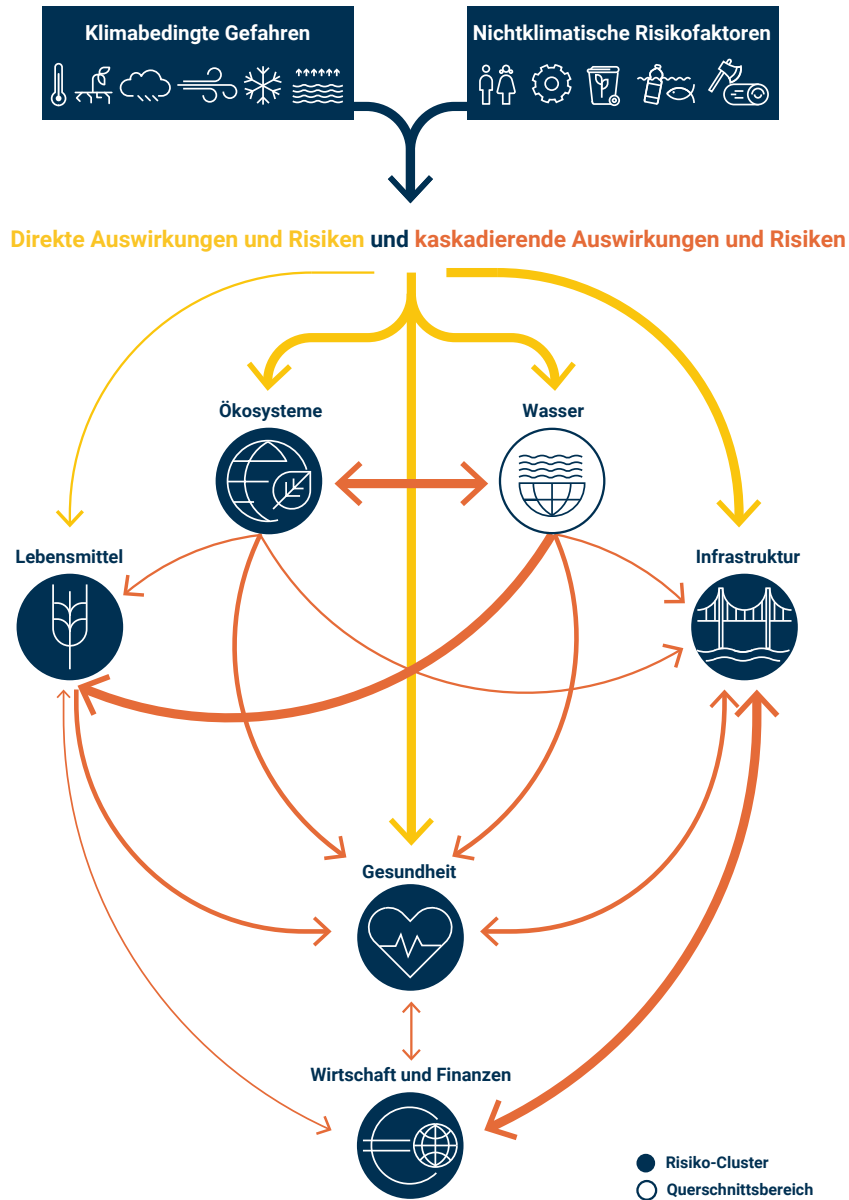 Klimabedingte Gefahren
Nichtklimatische Risikofaktoren
Direkte Auswirkungen und Risiken und kaskadierende Auswirkungen und Risiken
Ökosysteme
Wasser
Lebensmittel
Infrastruktur
Gesundheit
Wirtschaft und Finanzen
Risiko-Cluster
Querschnittsbereich